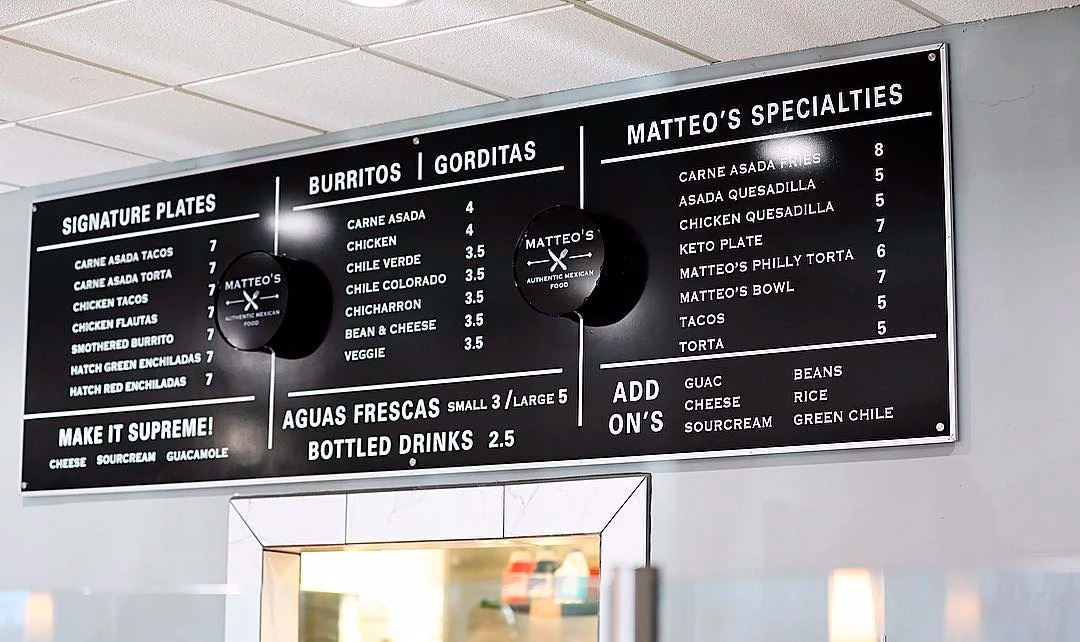 SIGNATURE PLATES
CARNE ASADA TACOS 7
CARNE ASADA TORTA 7
CHICKEN TACOS 7
CHICKEN FLAUTAS 7
SMOTHERED BURRITO 7
HATCH GREEN ENCHILADAS 7
HATCH RED ENCHILADAS 7
MAKE IT SUPREME!
CHEESE SOURCREAM GUACAMOLE
MATTEO'S
AUTHENTIC MEXICAN
FOOD
BURRITOS | GORDITAS
CARNE ASADA 4
CHICKEN 4
CHILE VERDE 3.5
CHILE COLORADO 3.5
CHICHARRON 3.5
BEAN & CHEESE 3.5
VEGGIE 3.5
AGUAS FRESCAS SMALL 3 / LARGE 5
BOTTLED DRINKS 2.5
MATTEO'S
AUTHENTIC MEXICAN
FOOD
MATTEO'S SPECIALTIES
CARNE ASADA FRIES 8
ASADA QUESADILLA 5
CHICKEN QUESADILLA 5
KETO PLATE 7
MATTEO'S PHILLY TORTA 6
MATTEO'S BOWL 7
TACOS 5
TORTA 5
ADD
ON'S
GUAC BEANS
CHEESE RICE
SOURCREAM GREEN CHILE